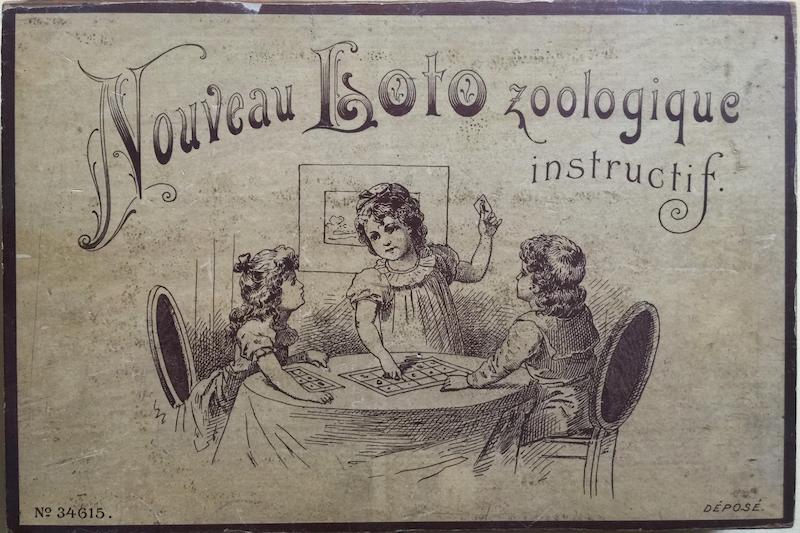 Nouveau Loto zoologique
instructif.
Nº 34615.
DÉPOSÉ.